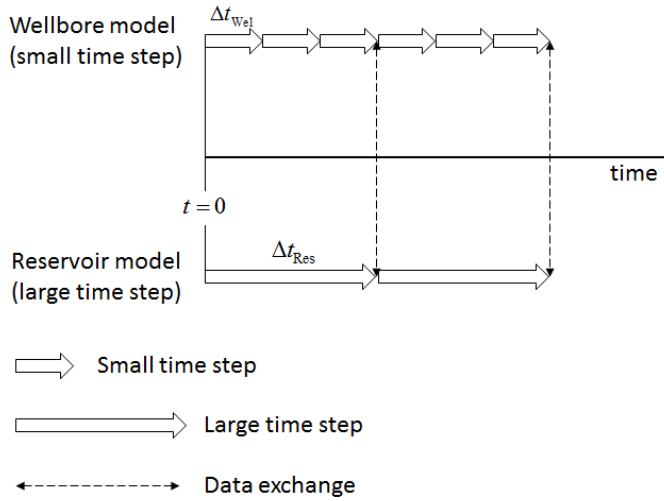 Δt_Wel
Wellbore model
(small time step)
time
t = 0
Reservoir model
(large time step)
Δt_Res
Small time step
Large time step
Data exchange